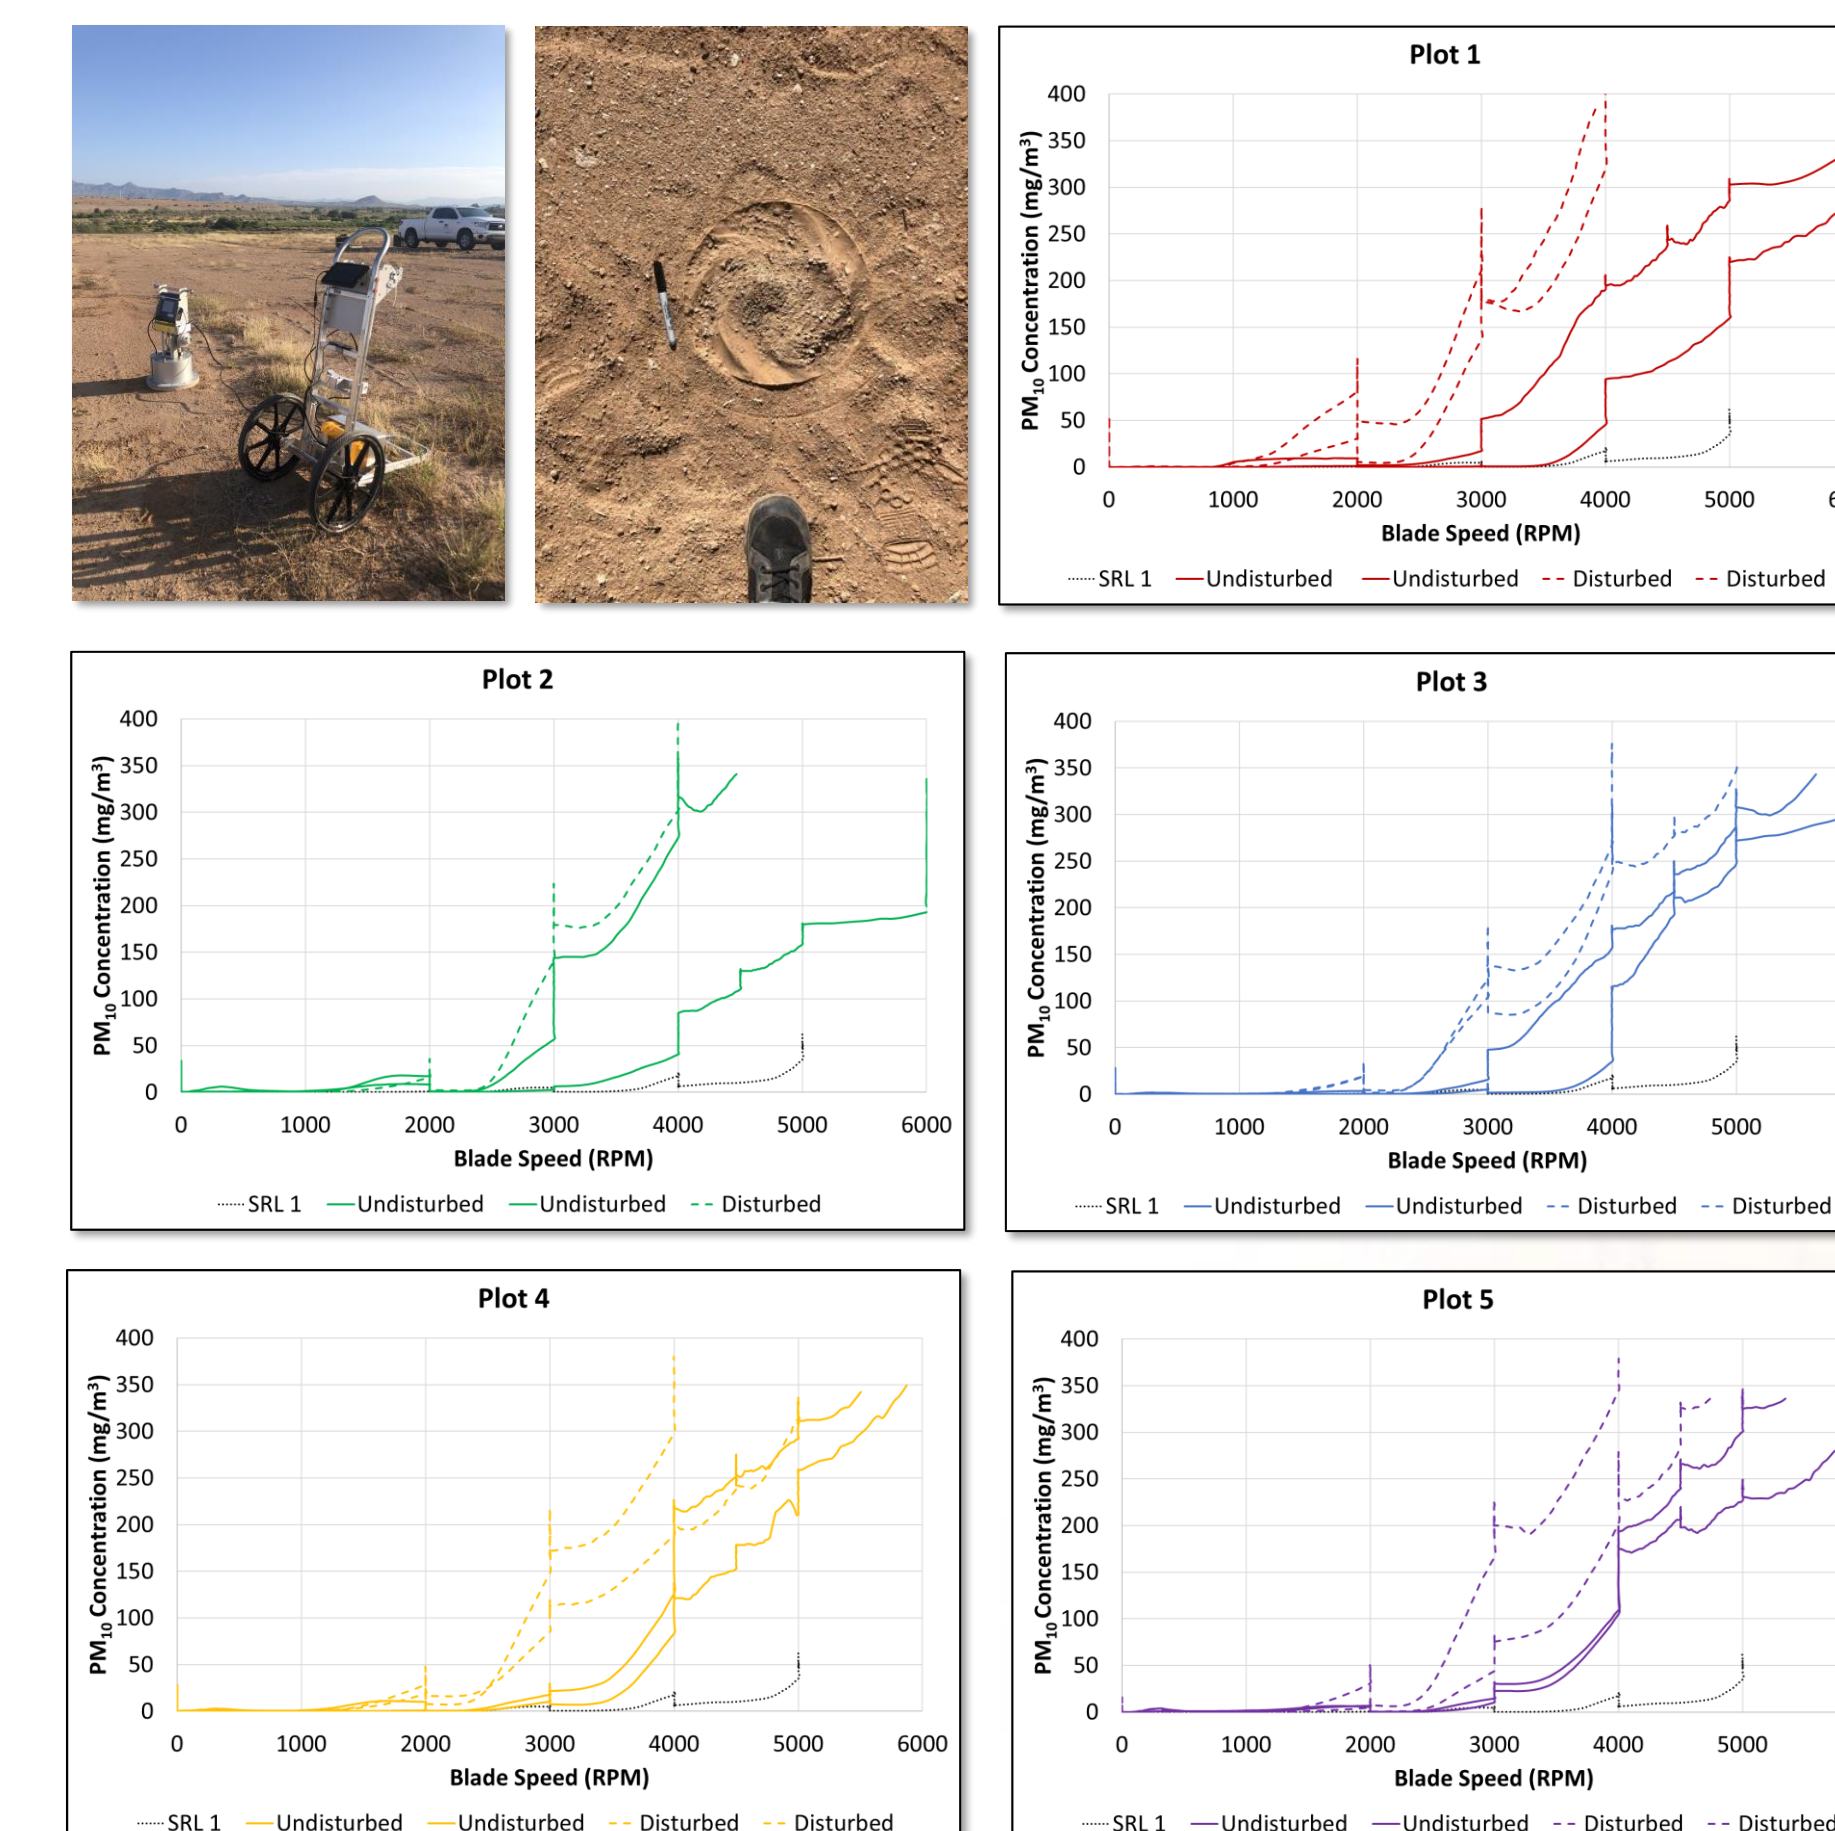 Plot 1
400
350
300
250
200
150
100
50
0
PM10 Concentration (mg/m³)
0 1000 2000 3000 4000 5000
Blade Speed (RPM)
SRL 1 Undisturbed Undisturbed Disturbed Disturbed
Plot 2
400
350
300
250
200
150
100
50
0
PM10 Concentration (mg/m³)
0 1000 2000 3000 4000 5000 6000
Blade Speed (RPM)
SRL 1 Undisturbed Undisturbed Disturbed
Plot 3
400
350
300
250
200
150
100
50
0
PM10 Concentration (mg/m³)
0 1000 2000 3000 4000 5000
Blade Speed (RPM)
SRL 1 Undisturbed Undisturbed Disturbed Disturbed
Plot 4
400
350
300
250
200
150
100
50
0
PM10 Concentration (mg/m³)
0 1000 2000 3000 4000 5000 6000
Blade Speed (RPM)
SRL 1 Undisturbed Undisturbed Disturbed Disturbed
Plot 5
400
350
300
250
200
150
100
50
0
PM10 Concentration (mg/m³)
0 1000 2000 3000 4000 5000
Blade Speed (RPM)
SRL 1 Undisturbed Undisturbed Disturbed Disturbed